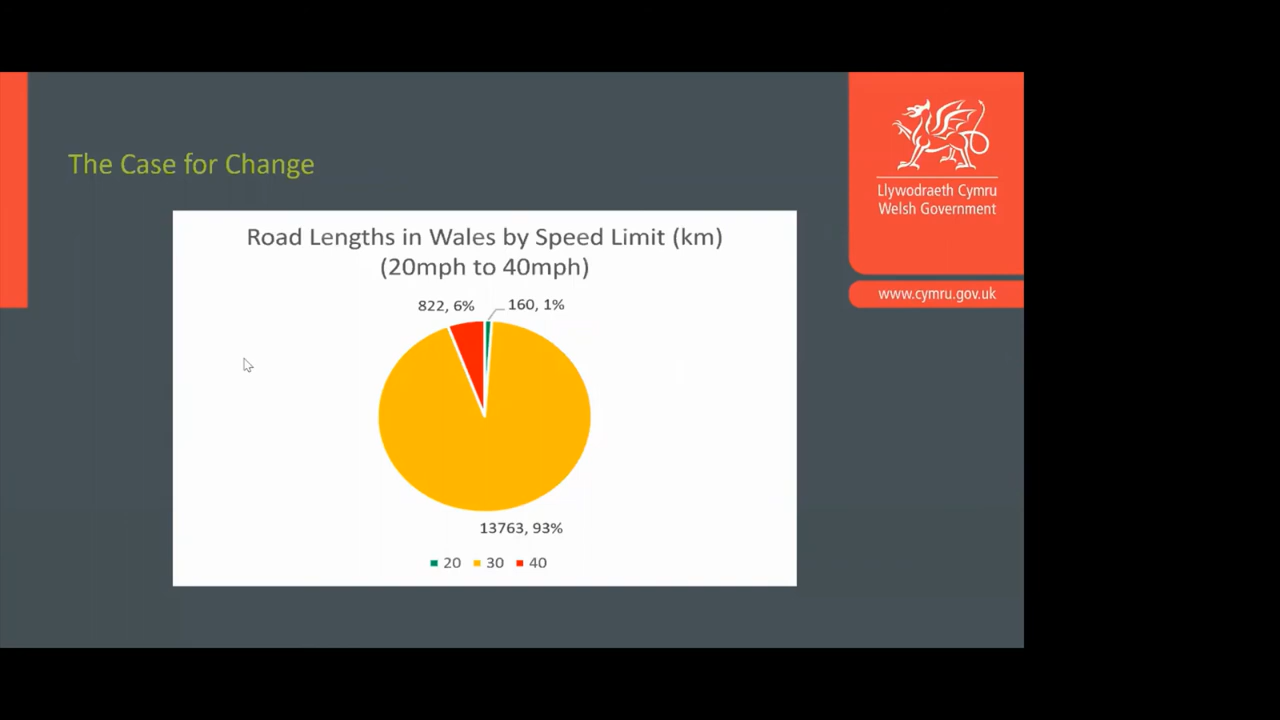 The Case for Change
Llywodraeth Cymru
Welsh Government
www.cymru.gov.uk
Road Lengths in Wales by Speed Limit (km)
(20mph to 40mph)
822, 6%
160, 1%
13763, 93%
20 30 40